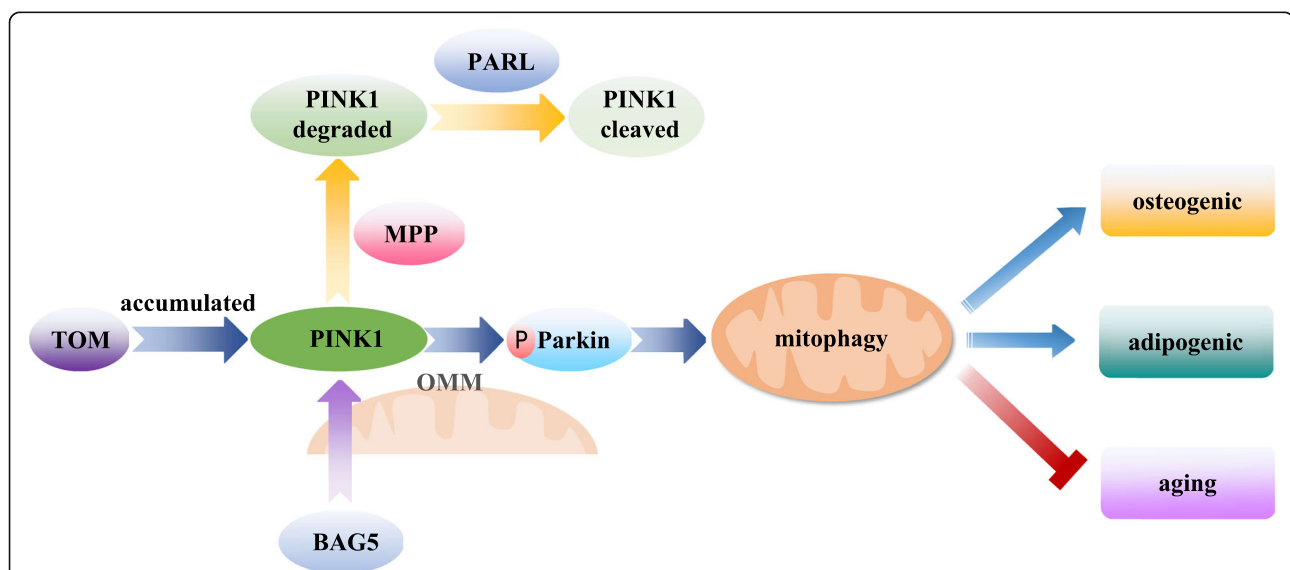 PARL
PINK1
degraded
PINK1
cleaved
MPP
osteogenic
accumulated
TOM
PINK1
P Parkin
mitophagy
adipogenic
OMM
aging
BAG5